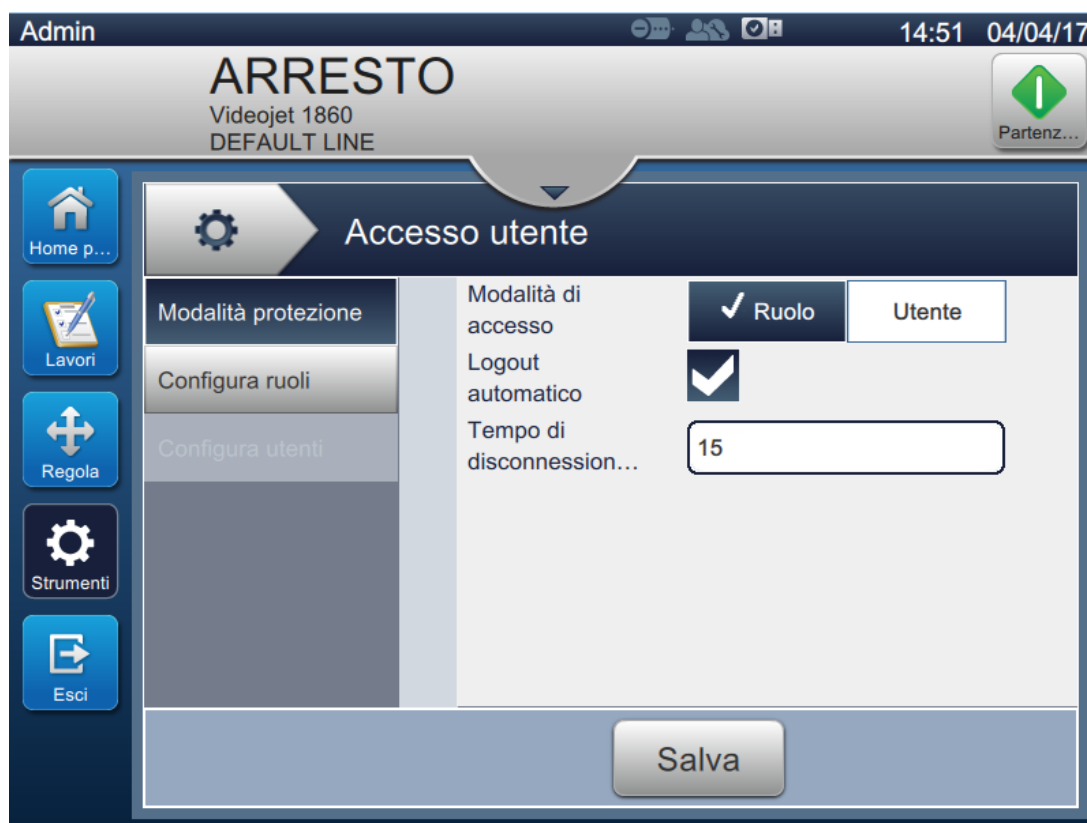 Admin
14:51 04/04/17
ARRESTO
Videojet 1860
DEFAULT LINE
Partenz...
Home p...
Accesso utente
Lavori
Regola
Strumenti
Esci
Modalità protezione
Configura ruoli
Configura utenti
Modalità di
accesso
Ruolo
Utente
Logout
automatico
Tempo di
disconnession...
15
Salva